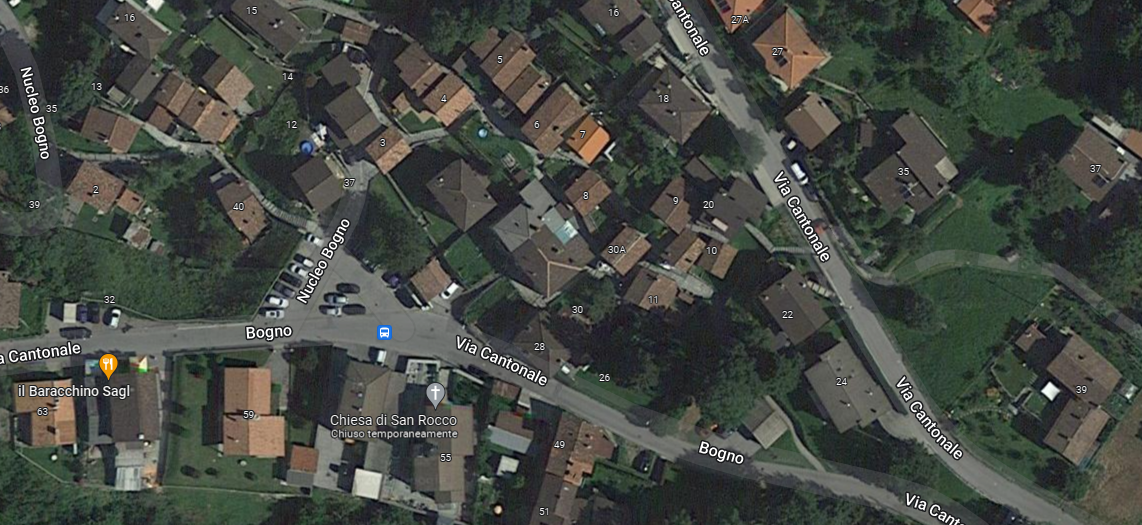 16
15
16
Cantonale
27A
27
5
14
13
36
35
Nucleo Bogno
4
18
12
6
7
3
37
35
37
2
39
40
8
9
20
Via Cantonale
Nucleo Bogno
30A
10
11
32
30
22
Bogno
a Cantonale
Via Cantonale
28
26
24
il Baracchino Sagl
63
59
Chiesa di San Rocco
Chiuso temporaneamente
55
49
51
Bogno
Via Cantonale
39
Via Cant